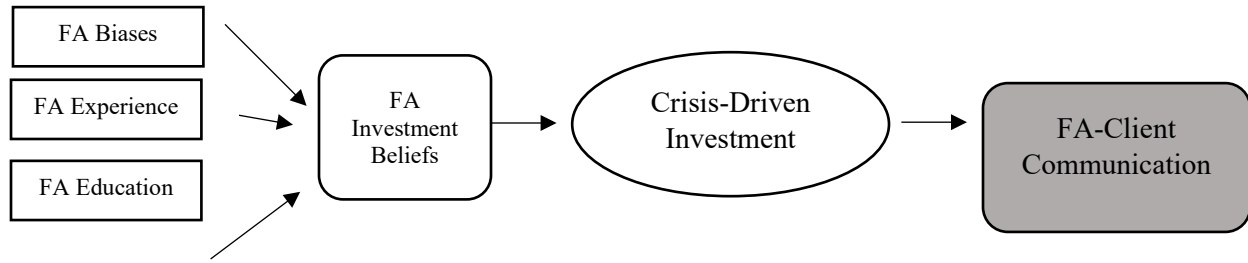 FA Biases
FA Experience
FA Education
FA
Investment
Beliefs
Crisis-Driven
Investment
FA-Client
Communication